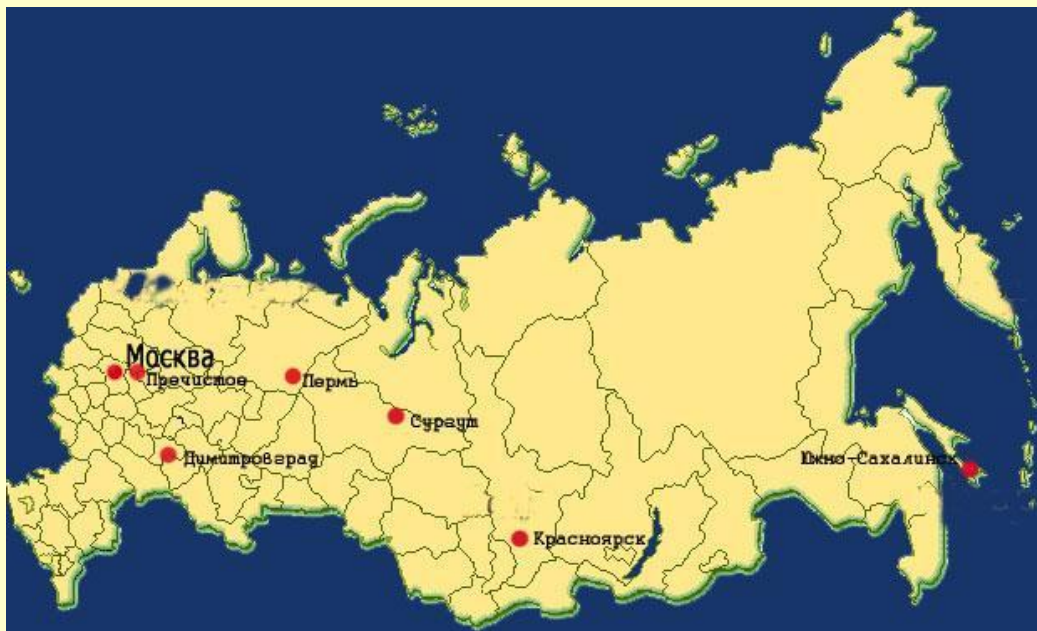 Москва
Пречистое
Пермь
Сургут
Димитровград
Южно-Сахалинск
Красноярск